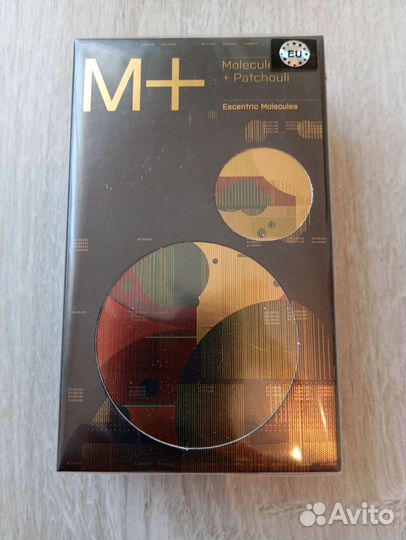 M+
EU
Molecule
+ Patchouli
Escentric Molecules
Avito